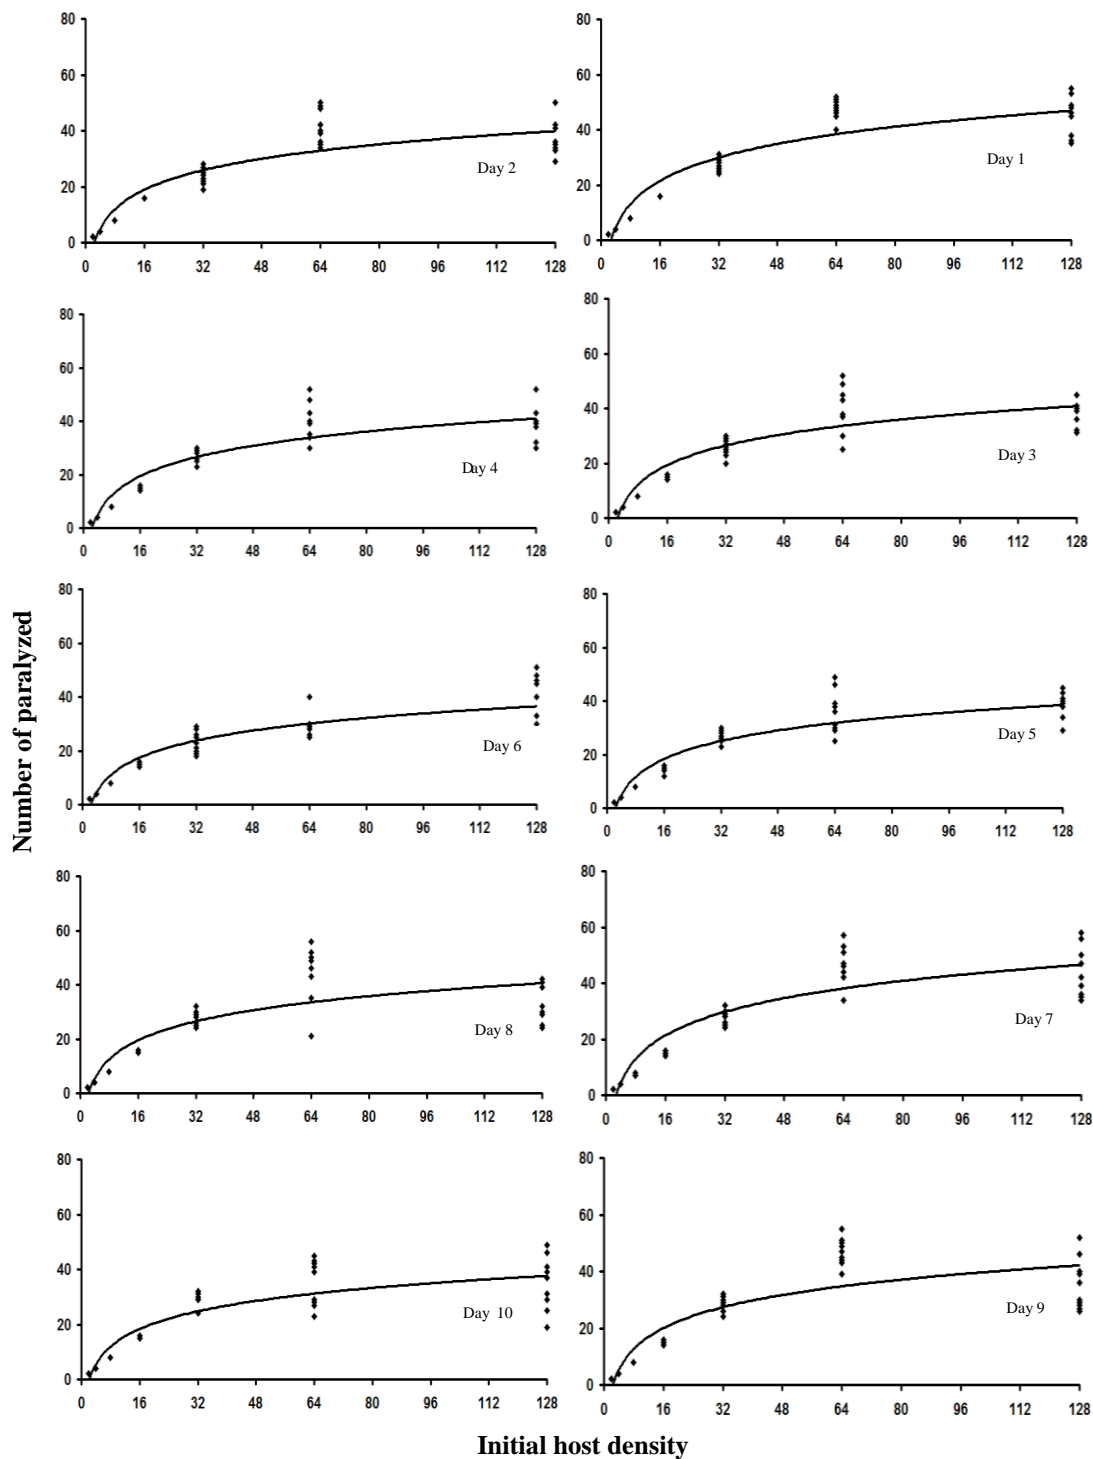 80
60
40
20
0
0 16 32 48 64 80 96 112 128
Day 2
80
60
40
20
0
0 16 32 48 64 80 96 112 128
Day 1
80
60
40
20
0
0 16 32 48 64 80 96 112 128
Day 4
80
60
40
20
0
0 16 32 48 64 80 96 112 128
Day 3
Number of paralyzed
80
60
40
20
0
0 16 32 48 64 80 96 112 128
Day 6
80
60
40
20
0
0 16 32 48 64 80 96 112 128
Day 5
80
60
40
20
0
0 16 32 48 64 80 96 112 128
Day 8
80
60
40
20
0
0 16 32 48 64 80 96 112 128
Day 7
80
60
40
20
0
0 16 32 48 64 80 96 112 128
Day 10
80
60
40
20
0
0 16 32 48 64 80 96 112 128
Day 9
Initial host density